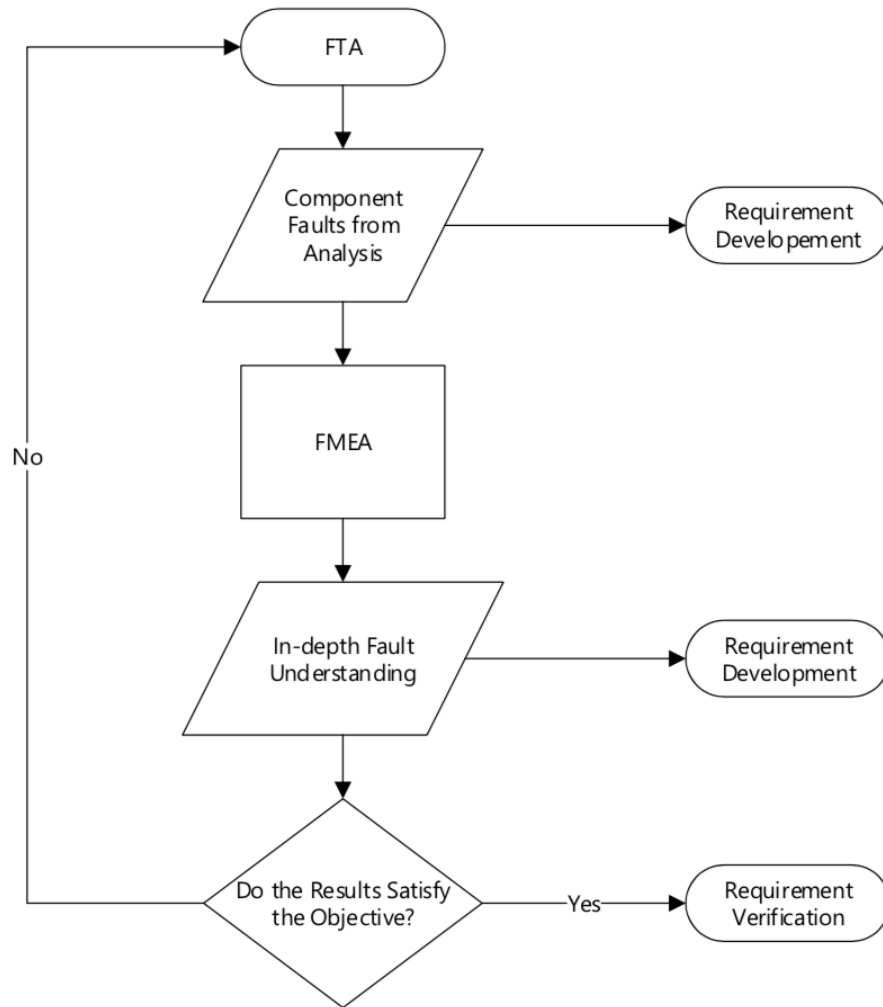 FTA
Component
Faults from
Analysis
Requirement
Developement
FMEA
No
In-depth Fault
Understanding
Requirement
Development
Do the Results Satisfy
the Objective?
Yes
Requirement
Verification